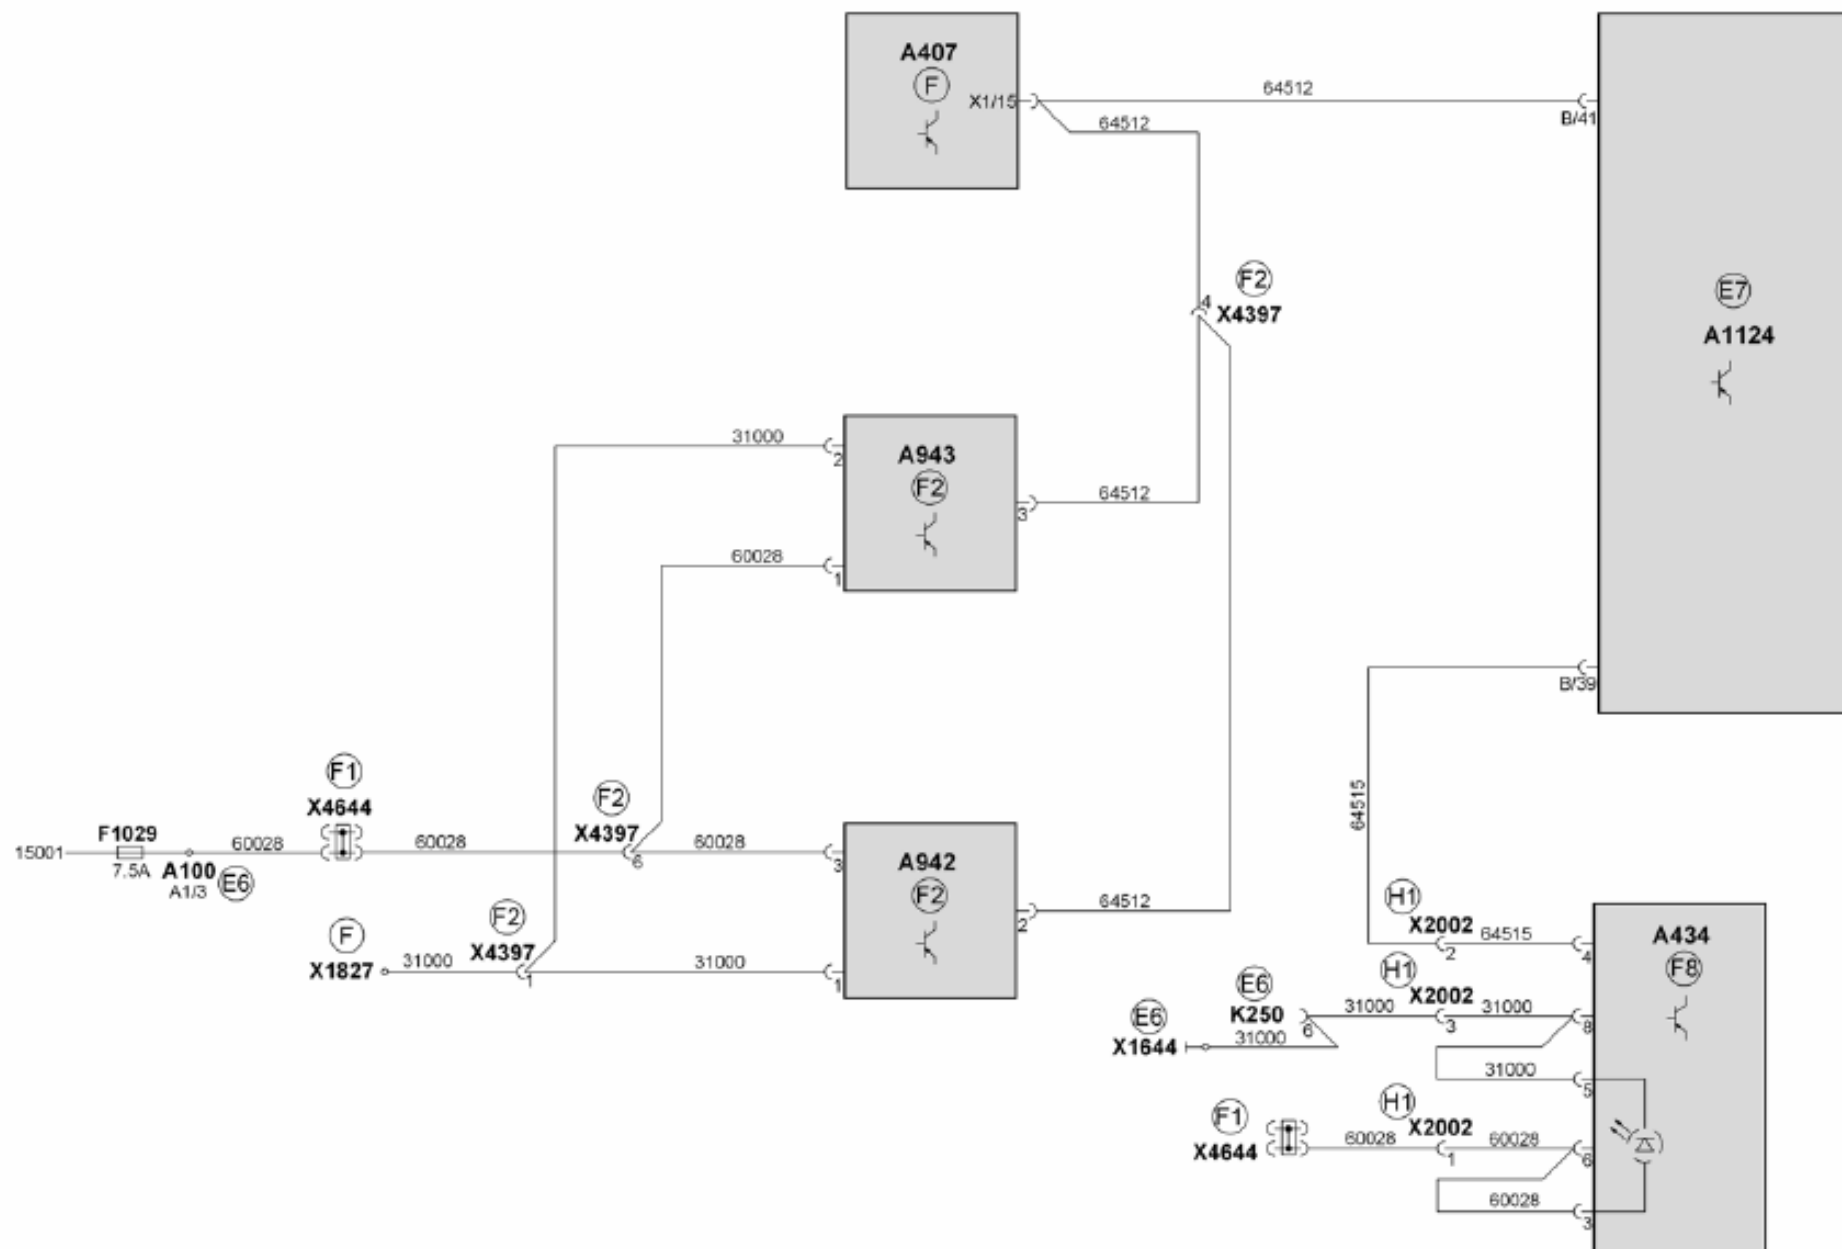 A407
F
X1/15
64512
B/41
64512
F2
4
X4397
E7
A1124
31000
2
A943
F2
64512
3
60028
1
B/39
64515
F1
X4644
F2
X4397
6
15001
F1029
7.5A
A100
A1/3
E6
60028
60028
60028
3
A942
F2
64512
2
F
X1827
31000
F2
X4397
1
31000
1
H1
X2002
2
64515
4
A434
F8
E6
K250
6
31000
H1
X2002
3
31000
8
E6
X1644
31000
31000
5
F1
X4644
60028
H1
X2002
1
60028
6
60028
3